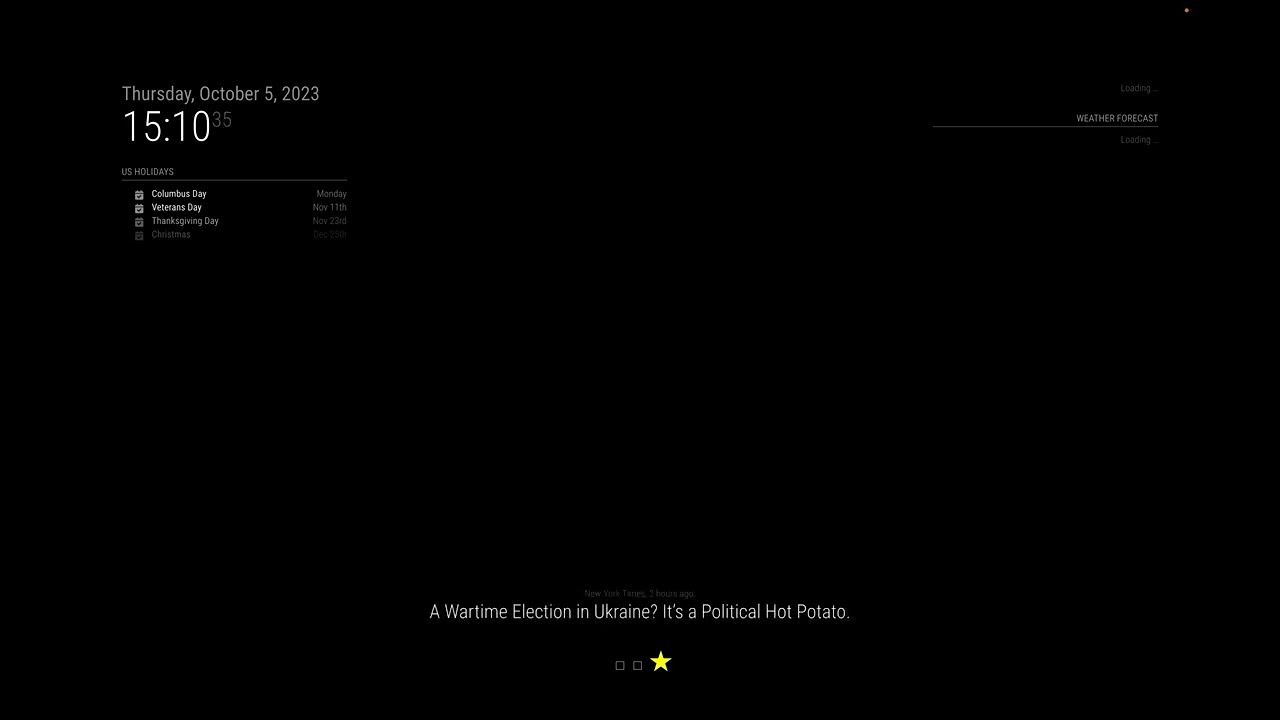 Thursday, October 5, 2023
15:10 35
US HOLIDAYS
Columbus Day Monday
Veterans Day Nov 11th
Thanksgiving Day Nov 23rd
Christmas Dec 25th
Loading ...
WEATHER FORECAST
Loading ...
New York Times, 2 hours ago:
A Wartime Election in Ukraine? It’s a Political Hot Potato.